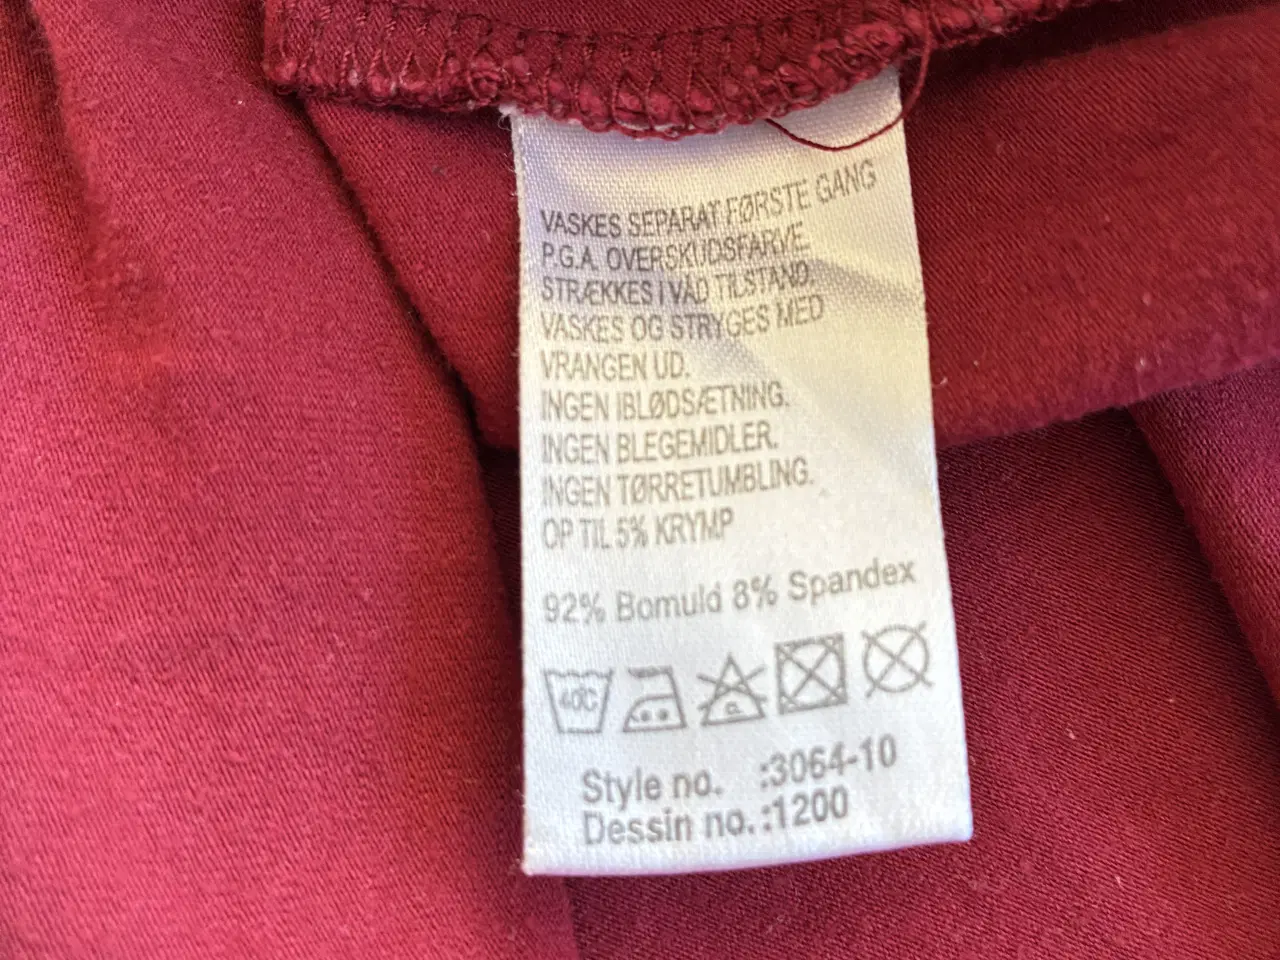 VASKES SEPARAT FØRSTE GANG
P.G.A. OVERSKUDSFARVE.
STRÆKKES I VÅD TILSTAND.
VASKES OG STRYGES MED
VRANGEN UD.
INGEN IBLØDSÆTNING.
INGEN BLEGEMIDLER.
INGEN TØRRETUMBLING.
OP TIL 5% KRYMP
92% Bomuld 8% Spandex
40C
Style no. :3064-10
Dessin no.:1200